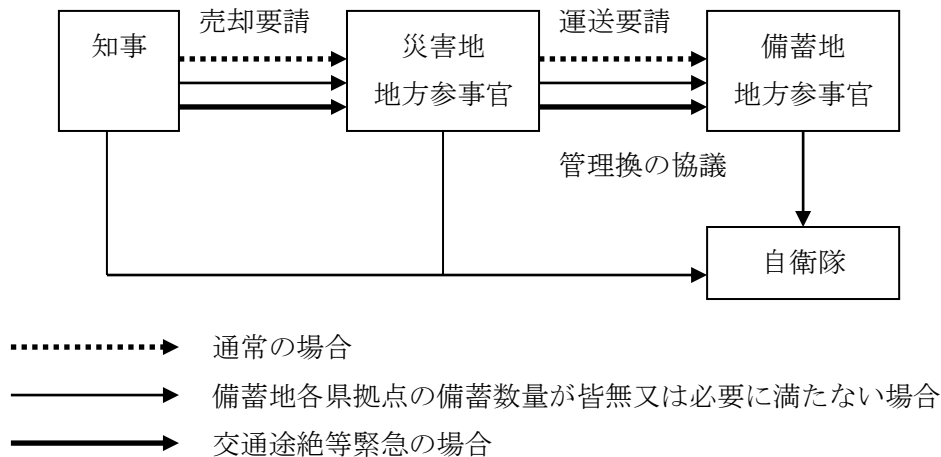 売却要請
運送要請
知事
災害地
地方参事官
備蓄地
地方参事官
管理換の協議
自衛隊
通常の場合
備蓄地各県拠点の備蓄数量が皆無又は必要に満たない場合
交通途絶等緊急の場合